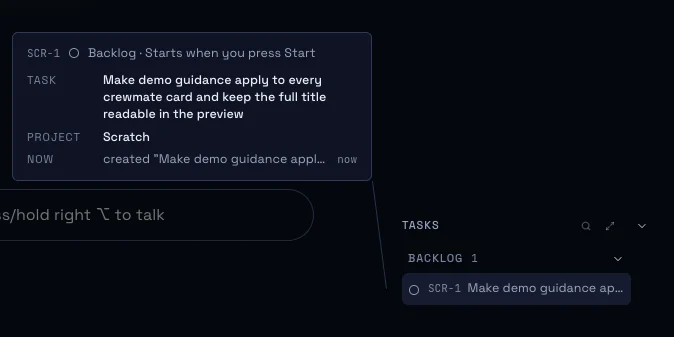 SCR-1 Backlog · Starts when you press Start
TASK Make demo guidance apply to every
crewmate card and keep the full title
readable in the preview
PROJECT Scratch
NOW created "Make demo guidance appl... now
ss/hold right ⌥ to talk
TASKS
BACKLOG 1
SCR-1 Make demo guidance ap...